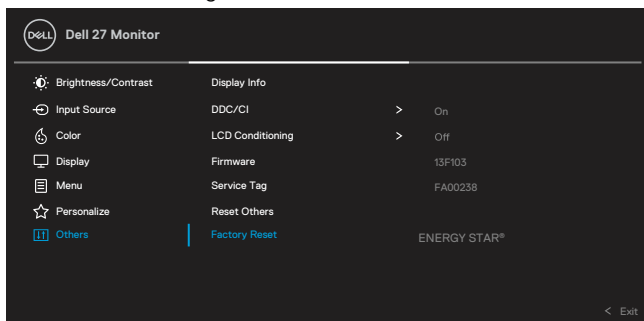 DELL Dell 27 Monitor
Brightness/Contrast Display Info
Input Source DDC/CI > On
Color LCD Conditioning > Off
Display Firmware 13F103
Menu Service Tag FA00238
Personalize Reset Others
Others Factory Reset ENERGY STAR®
< Exit